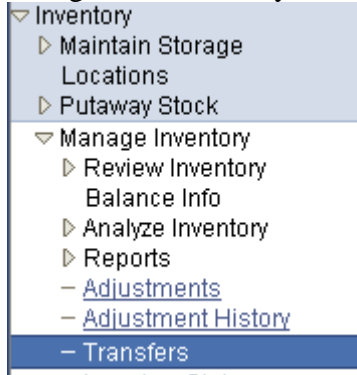 Inventory
Maintain Storage
Locations
Putaway Stock
Manage Inventory
Review Inventory
Balance Info
Analyze Inventory
Reports
Adjustments
Adjustment History
Transfers